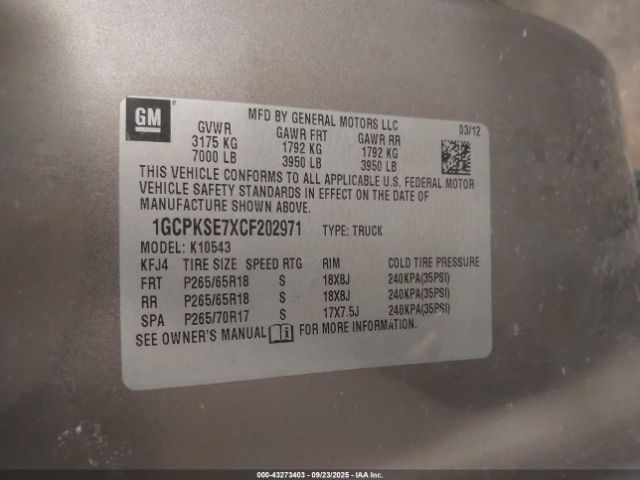 GM
MFD BY GENERAL MOTORS LLC
03/12
GVWR GAWR FRT GAWR RR
3175 KG 1792 KG 1792 KG
7000 LB 3950 LB 3950 LB
THIS VEHICLE CONFORMS TO ALL APPLICABLE U.S. FEDERAL MOTOR
VEHICLE SAFETY STANDARDS IN EFFECT ON THE DATE OF
MANUFACTURE SHOWN ABOVE.
1GCPKSE7XCF202971 TYPE: TRUCK
MODEL: K10543
KFJ4 TIRE SIZE SPEED RTG RIM COLD TIRE PRESSURE
FRT P265/65R18 S 18X8J 240KPA(35PSI)
RR P265/65R18 S 18X8J 240KPA(35PSI)
SPA P265/70R17 S 17X7.5J 240KPA(35PSI)
SEE OWNER'S MANUAL FOR MORE INFORMATION.
000-43273403 - 09/23/2025 - IAA Inc.